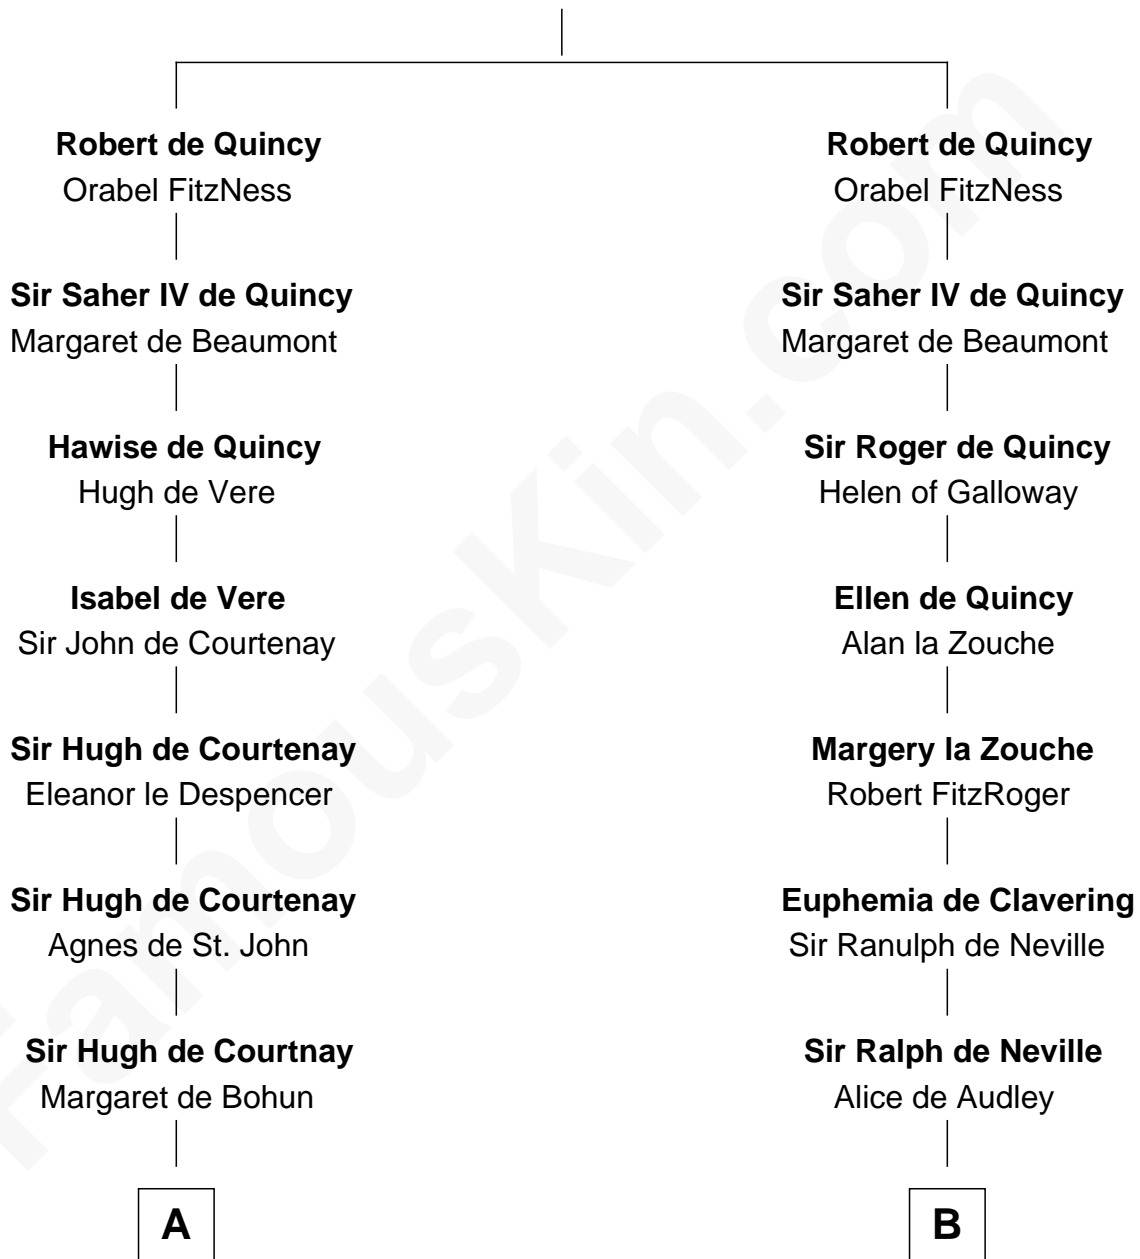 Robert de Quincy
Orabel FitzNess
Sir Saher IV de Quincy
Margaret de Beaumont
Hawise de Quincy
Hugh de Vere
Isabel de Vere
Sir John de Courtenay
Sir Hugh de Courtenay
Eleanor le Despencer
Sir Hugh de Courtenay
Agnes de St. John
Sir Hugh de Courtnay
Margaret de Bohun
A
Robert de Quincy
Orabel FitzNess
Sir Saher IV de Quincy
Margaret de Beaumont
Sir Roger de Quincy
Helen of Galloway
Ellen de Quincy
Alan la Zouche
Margery la Zouche
Robert FitzRoger
Euphemia de Clavering
Sir Ranulph de Neville
Sir Ralph de Neville
Alice de Audley
B
FamousKin.com